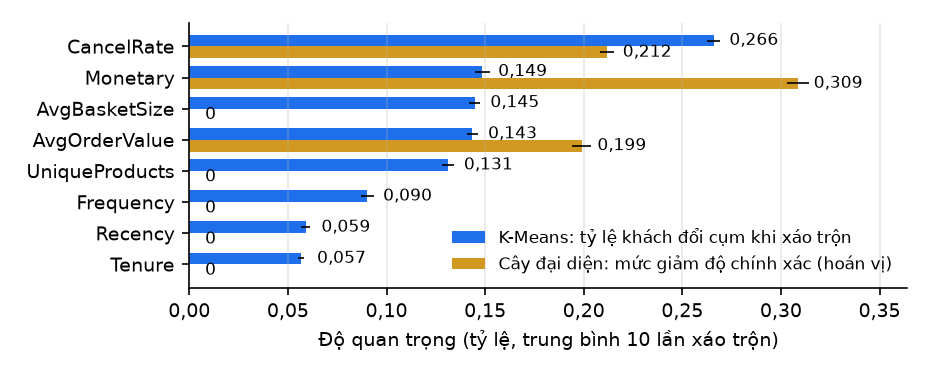 CancelRate 0,266 0,212
Monetary 0,149 0,309
AvgBasketSize 0,145 0
AvgOrderValue 0,143 0,199
UniqueProducts 0,131 0
Frequency 0,090 0
Recency 0,059 0
Tenure 0,057 0
K-Means: tỷ lệ khách đổi cụm khi xáo trộn
Cây đại diện: mức giảm độ chính xác (hoán vị)
0,00 0,05 0,10 0,15 0,20 0,25 0,30 0,35
Độ quan trọng (tỷ lệ, trung bình 10 lần xáo trộn)